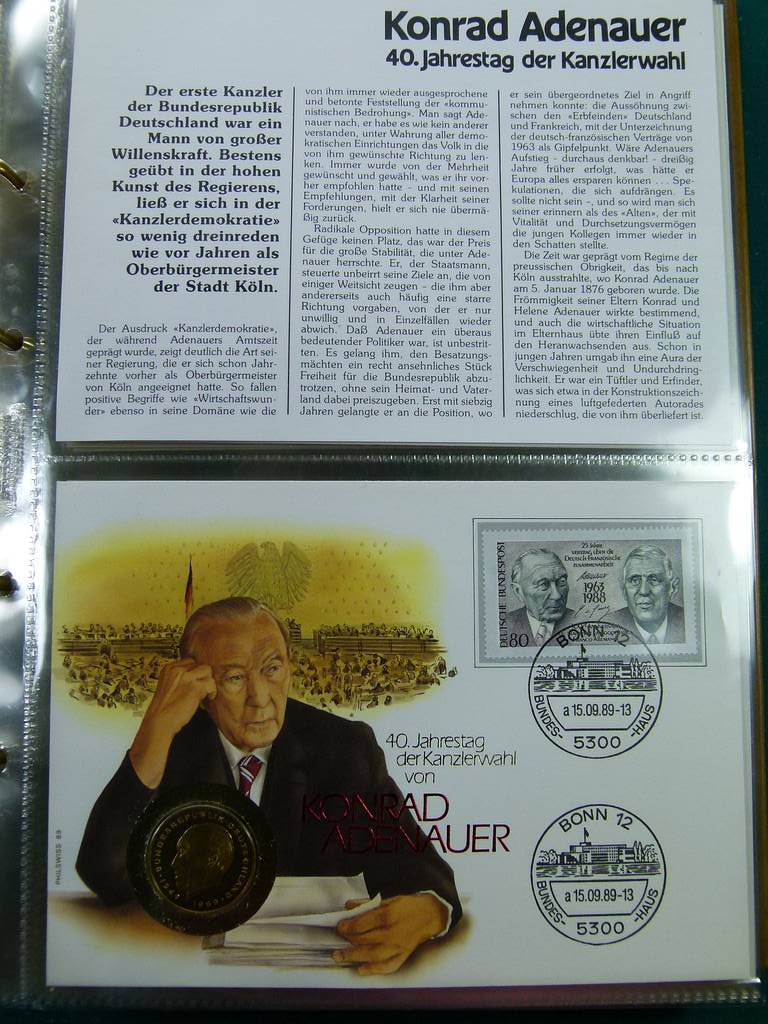 Konrad Adenauer
40. Jahrestag der Kanzlerwahl
Der erste Kanzler
der Bundesrepublik
Deutschland war ein
Mann von großer
Willenskraft. Bestens
geübt in der hohen
Kunst des Regierens,
ließ er sich in der
«Kanzlerdemokratie»
so wenig dreinreden
wie vor Jahren als
Oberbürgermeister
der Stadt Köln.
Der Ausdruck «Kanzlerdemokratie»,
der während Adenauers Amtszeit
geprägt wurde, zeigt deutlich die Art sei-
ner Regierung, die er sich schon Jahr-
zehnte vorher als Oberbürgermeister
von Köln angeeignet hatte. So fallen
positive Begriffe wie «Wirtschaftswun-
der» ebenso in seine Domäne wie die
von ihm immer wieder ausgesprochene
und betonte Feststellung der «kommu-
nistischen Bedrohung». Man sagt Ade-
nauer nach, er habe es wie kein anderer
verstanden, unter Wahrung aller demo-
kratischen Einrichtungen das Volk in die
von ihm gewünschte Richtung zu len-
ken. Immer wurde von der Mehrheit
gewünscht und gewählt, was er ihr vor-
her empfohlen hatte - und mit seinen
Empfehlungen, mit der Klarheit seiner
Forderungen, hielt er sich nie übermä-
ßig zurück.
Radikale Opposition hatte in diesem
Gefüge keinen Platz, das war der Preis
für die große Stabilität, die unter Ade-
nauer herrschte. Er, der Staatsmann,
steuerte unbeirrt seine Ziele an, die von
einiger Weitsicht zeugen - die ihm aber
andererseits auch häufig eine starre
Richtung vorgaben, von der er nur
unwillig und in Einzelfällen wieder
abwich. Daß Adenauer ein überaus
bedeutender Politiker war, ist unbestrit-
ten. Es gelang ihm, den Besatzungs-
mächten ein recht ansehnliches Stück
Freiheit für die Bundesrepublik abzu-
trotzen, ohne sein Heimat- und Vater-
land dabei preiszugeben. Erst mit siebzig
Jahren gelangte er an die Position, wo
er sein übergeordnetes Ziel in Angriff
nehmen konnte: die Aussöhnung zwi-
schen den «Erbfeinden» Deutschland
und Frankreich, mit der Unterzeichnung
der deutsch-französischen Verträge von
1963 als Gipfelpunkt. Wäre Adenauers
Aufstieg - durchaus denkbar! - dreißig
Jahre früher erfolgt, was hätte er
Europa alles ersparen können ... Spe-
kulationen, die sich aufdrängen. Es
sollte nicht sein -, und so wird man sich
seiner erinnern als des «Alten», der mit
Vitalität und Durchsetzungsvermögen
die jungen Kollegen immer wieder in
den Schatten stellte.
Die Zeit war geprägt vom Regime der
preussischen Obrigkeit, das bis nach
Köln ausstrahlte, wo Konrad Adenauer
am 5. Januar 1876 geboren wurde. Die
Frömmigkeit seiner Eltern Konrad und
Helene Adenauer wirkte bestimmend,
und auch die wirtschaftliche Situation
im Elternhaus übte ihren Einfluß auf
den Heranwachsenden aus. Schon in
jungen Jahren umgab ihn eine Aura der
Verschwiegenheit und Undurchdring-
lichkeit. Er war ein Tüftler und Erfinder,
was sich etwa in der Konstruktionszeich-
nung eines luftgefederten Autorades
niederschlug, die von ihm überliefert ist.
DEUTSCHE BUNDESPOST
80
25 Jahre
Vertrag über die
Deutsch-Französische
Zusammenarbeit
1963
1988
BONN 12
a 15.09.89-13
BUNDES-HAUS
5300
40. Jahrestag
der Kanzlerwahl
von
KONRAD
ADENAUER
BUNDESREPUBLIK DEUTSCHLAND
1949
1969
PHILSWISS 89
BONN 12
a 15.09.89-13
BUNDES-HAUS
5300